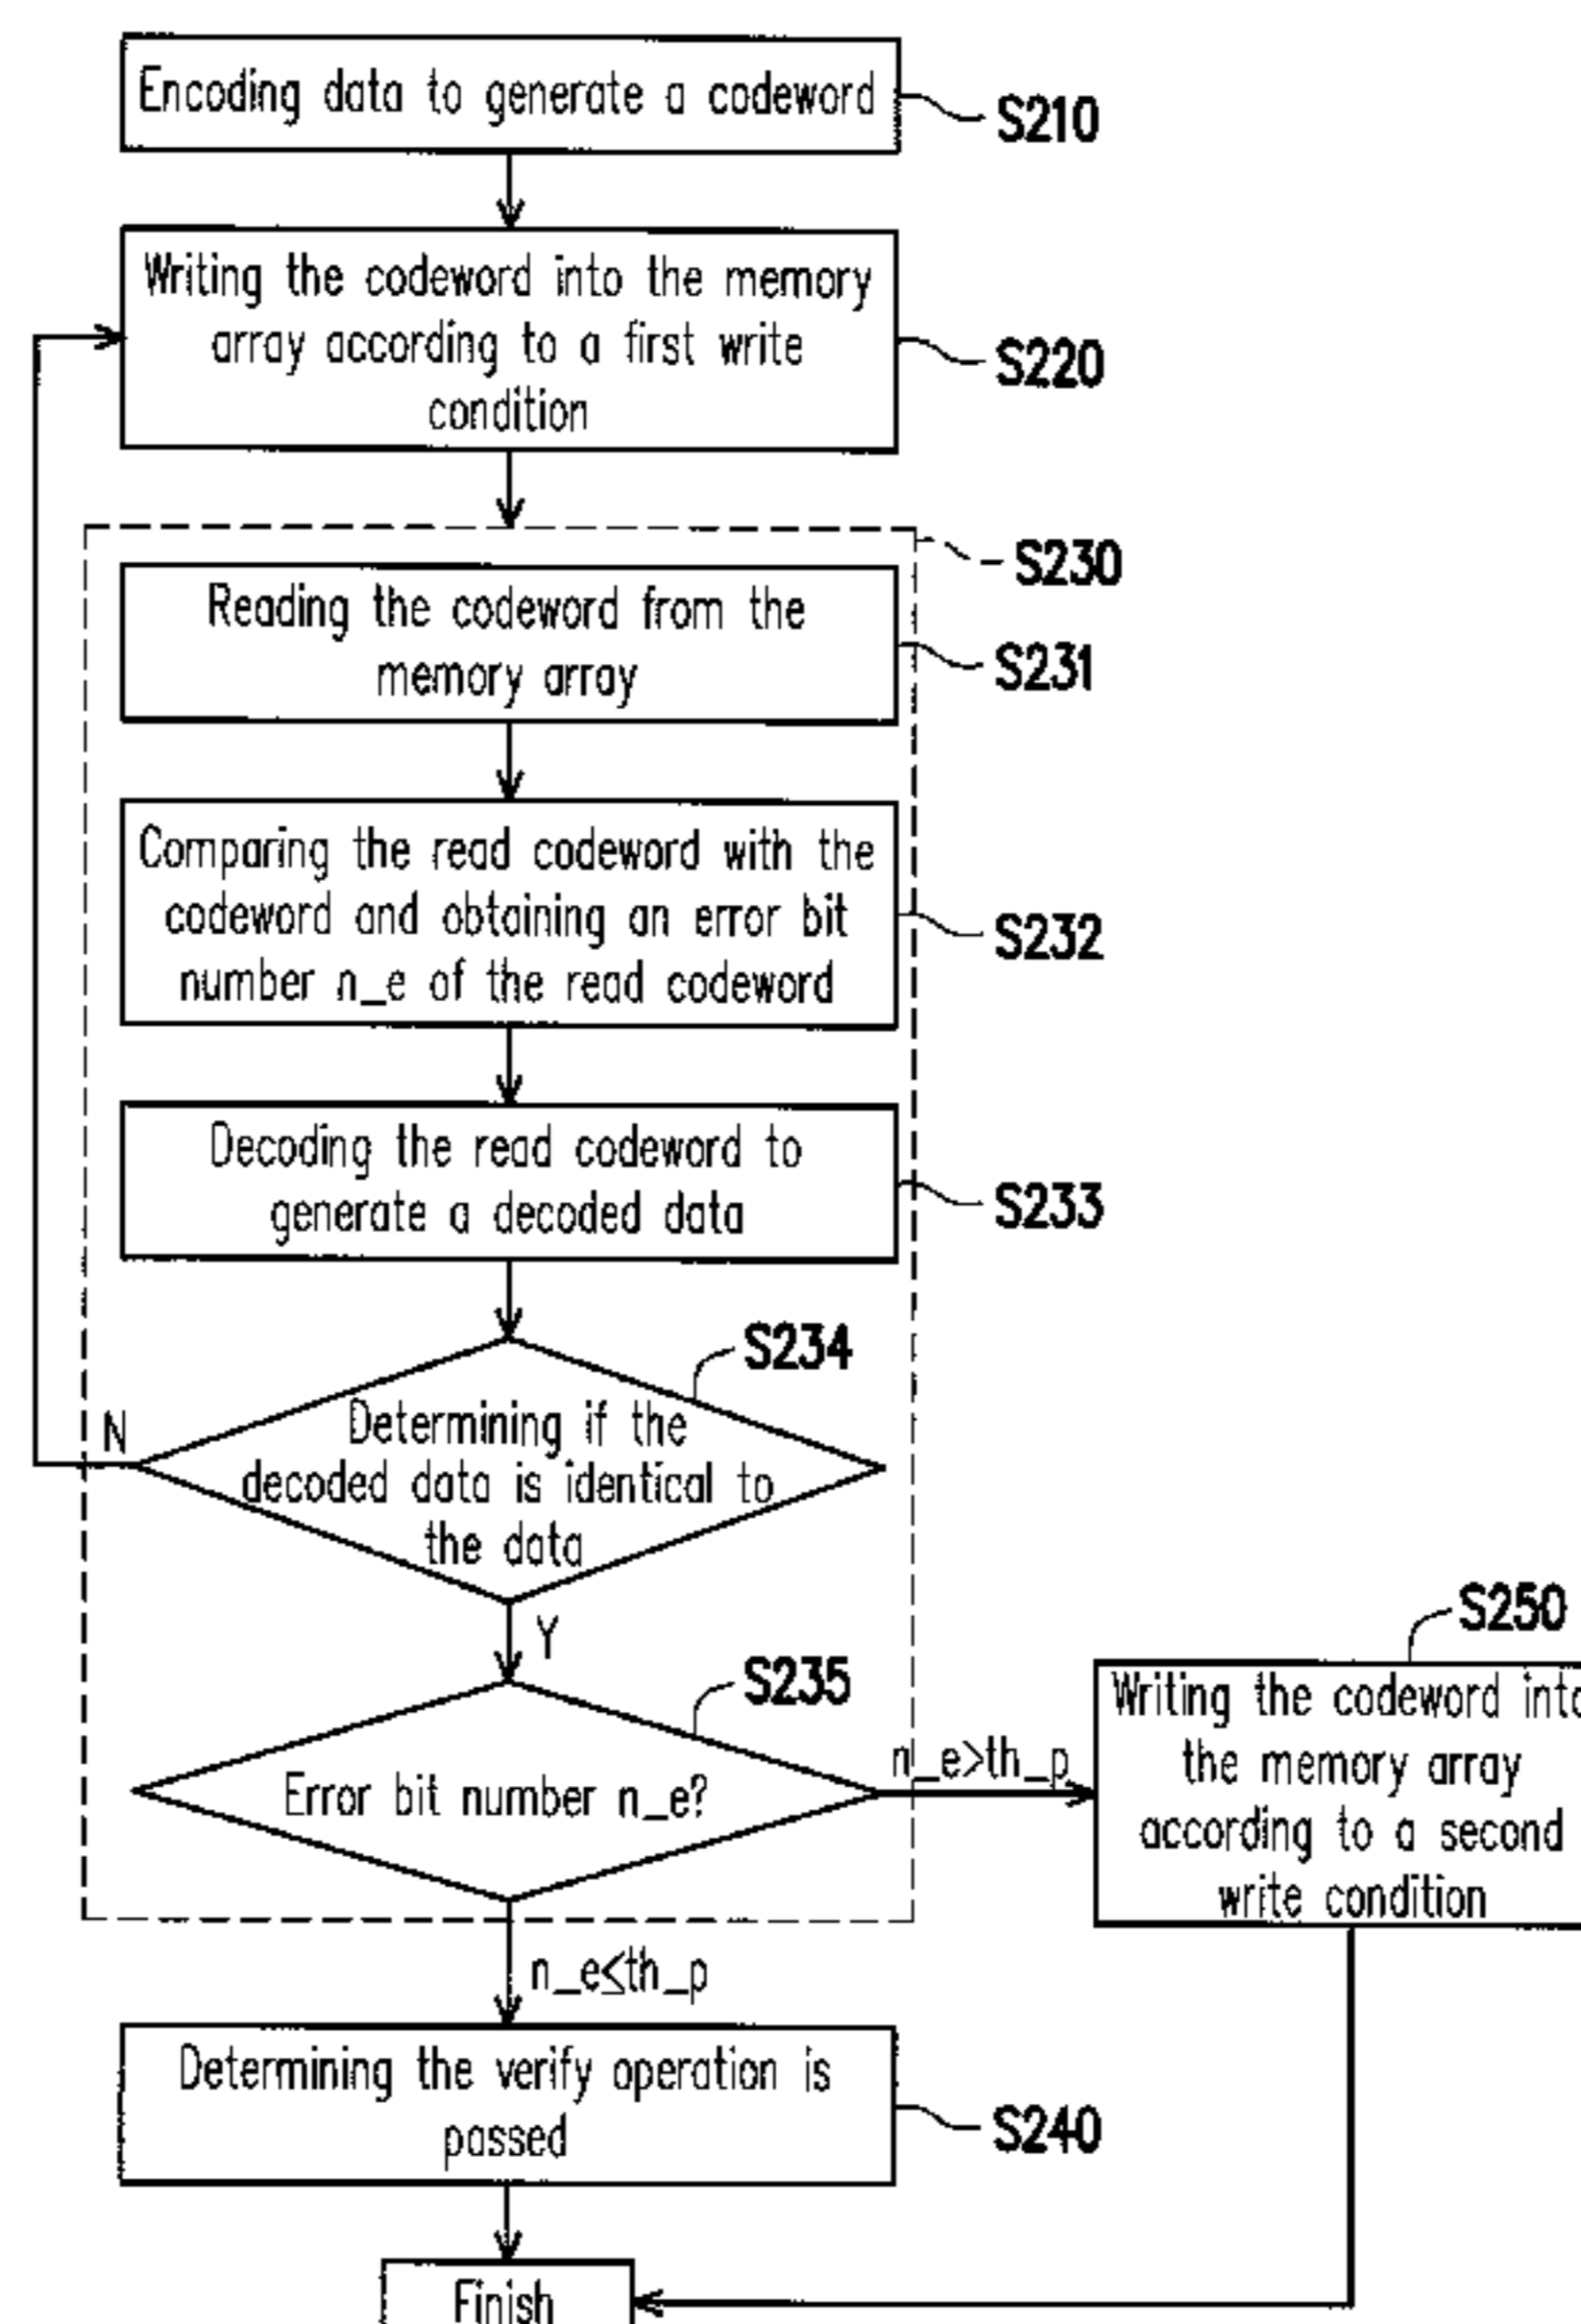 Encoding data to generate a codeword
S210
Writing the codeword into the memory
array according to a first write
condition
S220
S230
Reading the codeword from the
memory array
S231
Comparing the read codeword with the
codeword and obtaining an error bit
number n_e of the read codeword
S232
Decoding the read codeword to
generate a decoded data
S233
S234
N
Determining if the
decoded data is identical to
the data
Y
S235
Error bit number n_e?
n_e>th_p
S250
Writing the codeword into
the memory array
according to a second
write condition
n_e≤th_p
Determining the verify operation is
passed
S240
Finish